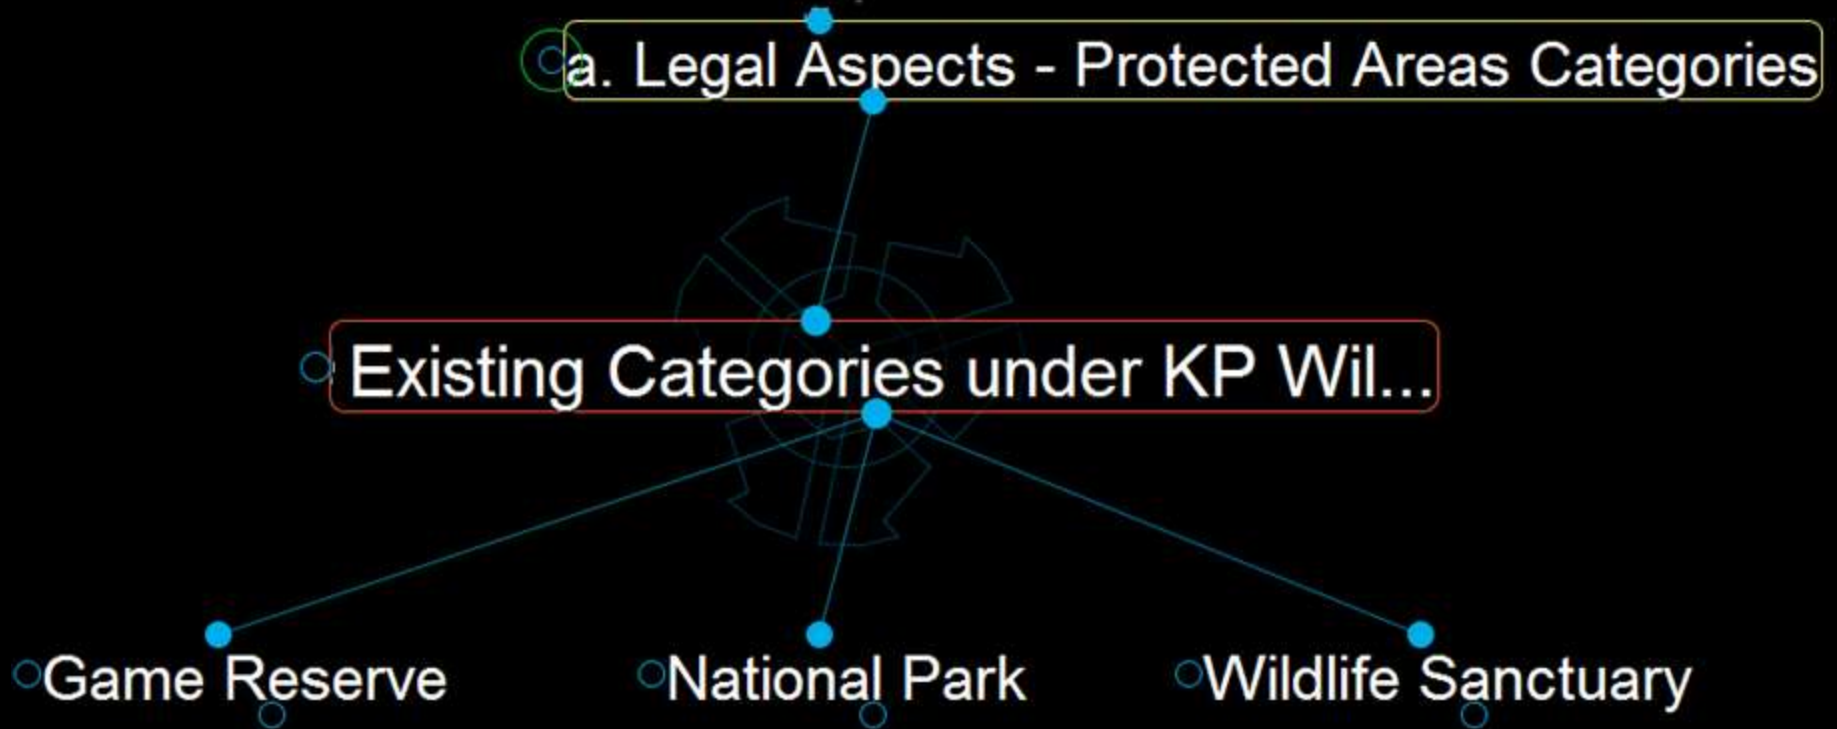 a. Legal Aspects - Protected Areas Categories
Existing Categories under KP Wil...
Game Reserve
National Park
Wildlife Sanctuary